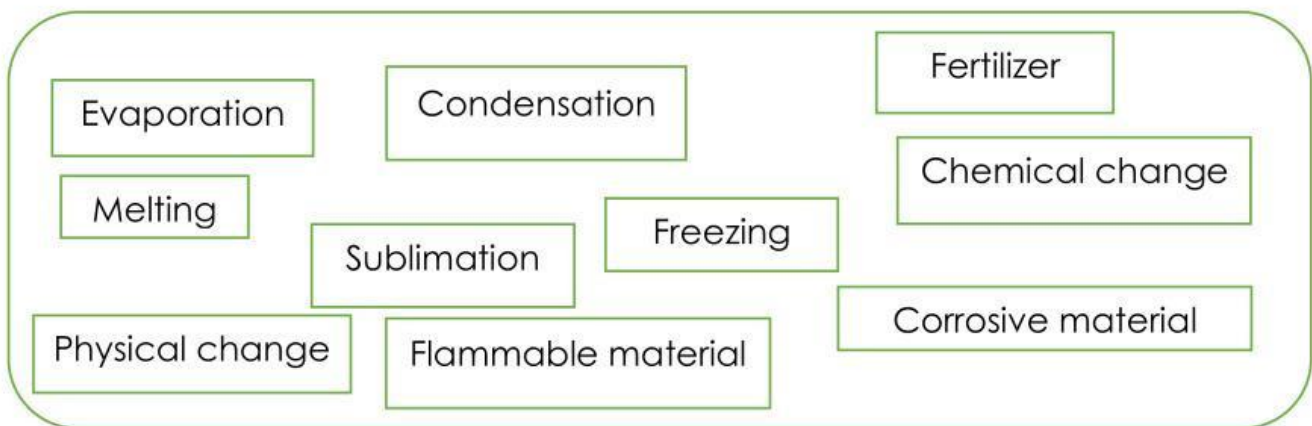 Fertilizer
Evaporation
Condensation
Chemical change
Melting
Freezing
Sublimation
Corrosive material
Physical change
Flammable material